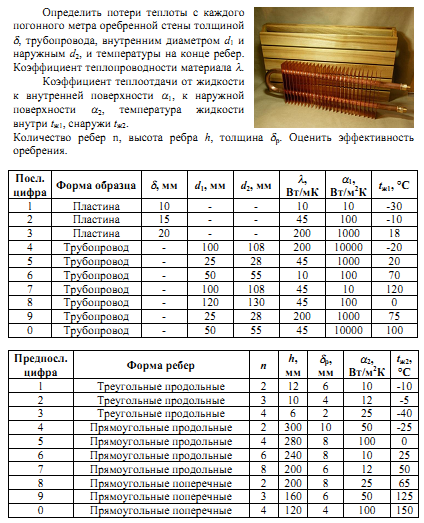 Определить потери теплоты с каждого
погонного метра оребренной стены толщиной
δ, трубопровода, внутренним диаметром d1 и
наружным d2, и температуры на конце ребер.
Коэффициент теплопроводности материала λ.
Коэффициент теплоотдачи от жидкости
к внутренней поверхности α1, к наружной
поверхности α2, температура жидкости
внутри tж1, снаружи tж2.
Количество ребер n, высота ребра h, толщина δр. Оценить эффективность
оребрения.
Посл. цифра | Форма образца | δ, мм | d1, мм | d2, мм | λ, Вт/мК | α1, Вт/м²К | tж1, °C
1 | Пластина | 10 | - | - | 10 | 10 | -30
2 | Пластина | 15 | - | - | 45 | 100 | -10
3 | Пластина | 20 | - | - | 200 | 1000 | 18
4 | Трубопровод | - | 100 | 108 | 200 | 10000 | -20
5 | Трубопровод | - | 25 | 28 | 45 | 1000 | 20
6 | Трубопровод | - | 50 | 55 | 10 | 100 | 70
7 | Трубопровод | - | 100 | 108 | 45 | 10 | 120
8 | Трубопровод | - | 120 | 130 | 45 | 100 | 0
9 | Трубопровод | - | 25 | 28 | 200 | 1000 | 75
0 | Трубопровод | - | 50 | 55 | 45 | 10000 | 100
Предпосл. цифра | Форма ребер | n | h, мм | δр, мм | α2, Вт/м²К | tж2, °C
1 | Треугольные продольные | 2 | 12 | 6 | 10 | -10
2 | Треугольные продольные | 3 | 10 | 4 | 12 | -5
3 | Треугольные продольные | 4 | 6 | 2 | 25 | -40
4 | Прямоугольные продольные | 2 | 300 | 10 | 50 | -25
5 | Прямоугольные продольные | 4 | 280 | 8 | 100 | 0
6 | Прямоугольные продольные | 6 | 240 | 8 | 10 | 25
7 | Прямоугольные продольные | 8 | 200 | 6 | 12 | 50
8 | Прямоугольные поперечные | 2 | 200 | 8 | 25 | 65
9 | Прямоугольные поперечные | 3 | 160 | 6 | 50 | 125
0 | Прямоугольные поперечные | 4 | 120 | 4 | 100 | 150